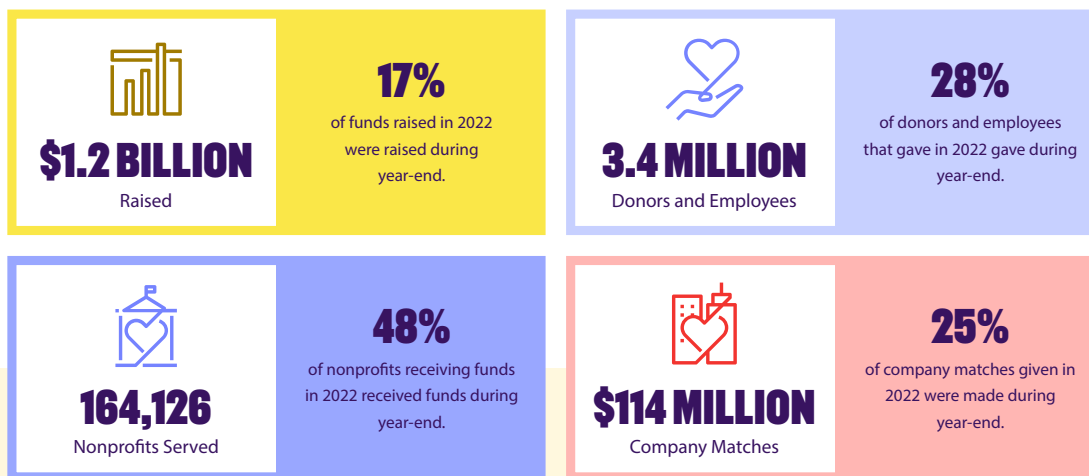 $1.2 BILLION
Raised
17%
of funds raised in 2022
were raised during
year-end.
3.4 MILLION
Donors and Employees
28%
of donors and employees
that gave in 2022 gave during
year-end.
164,126
Nonprofits Served
48%
of nonprofits receiving funds
in 2022 received funds during
year-end.
$114 MILLION
Company Matches
25%
of company matches given in
2022 were made during
year-end.